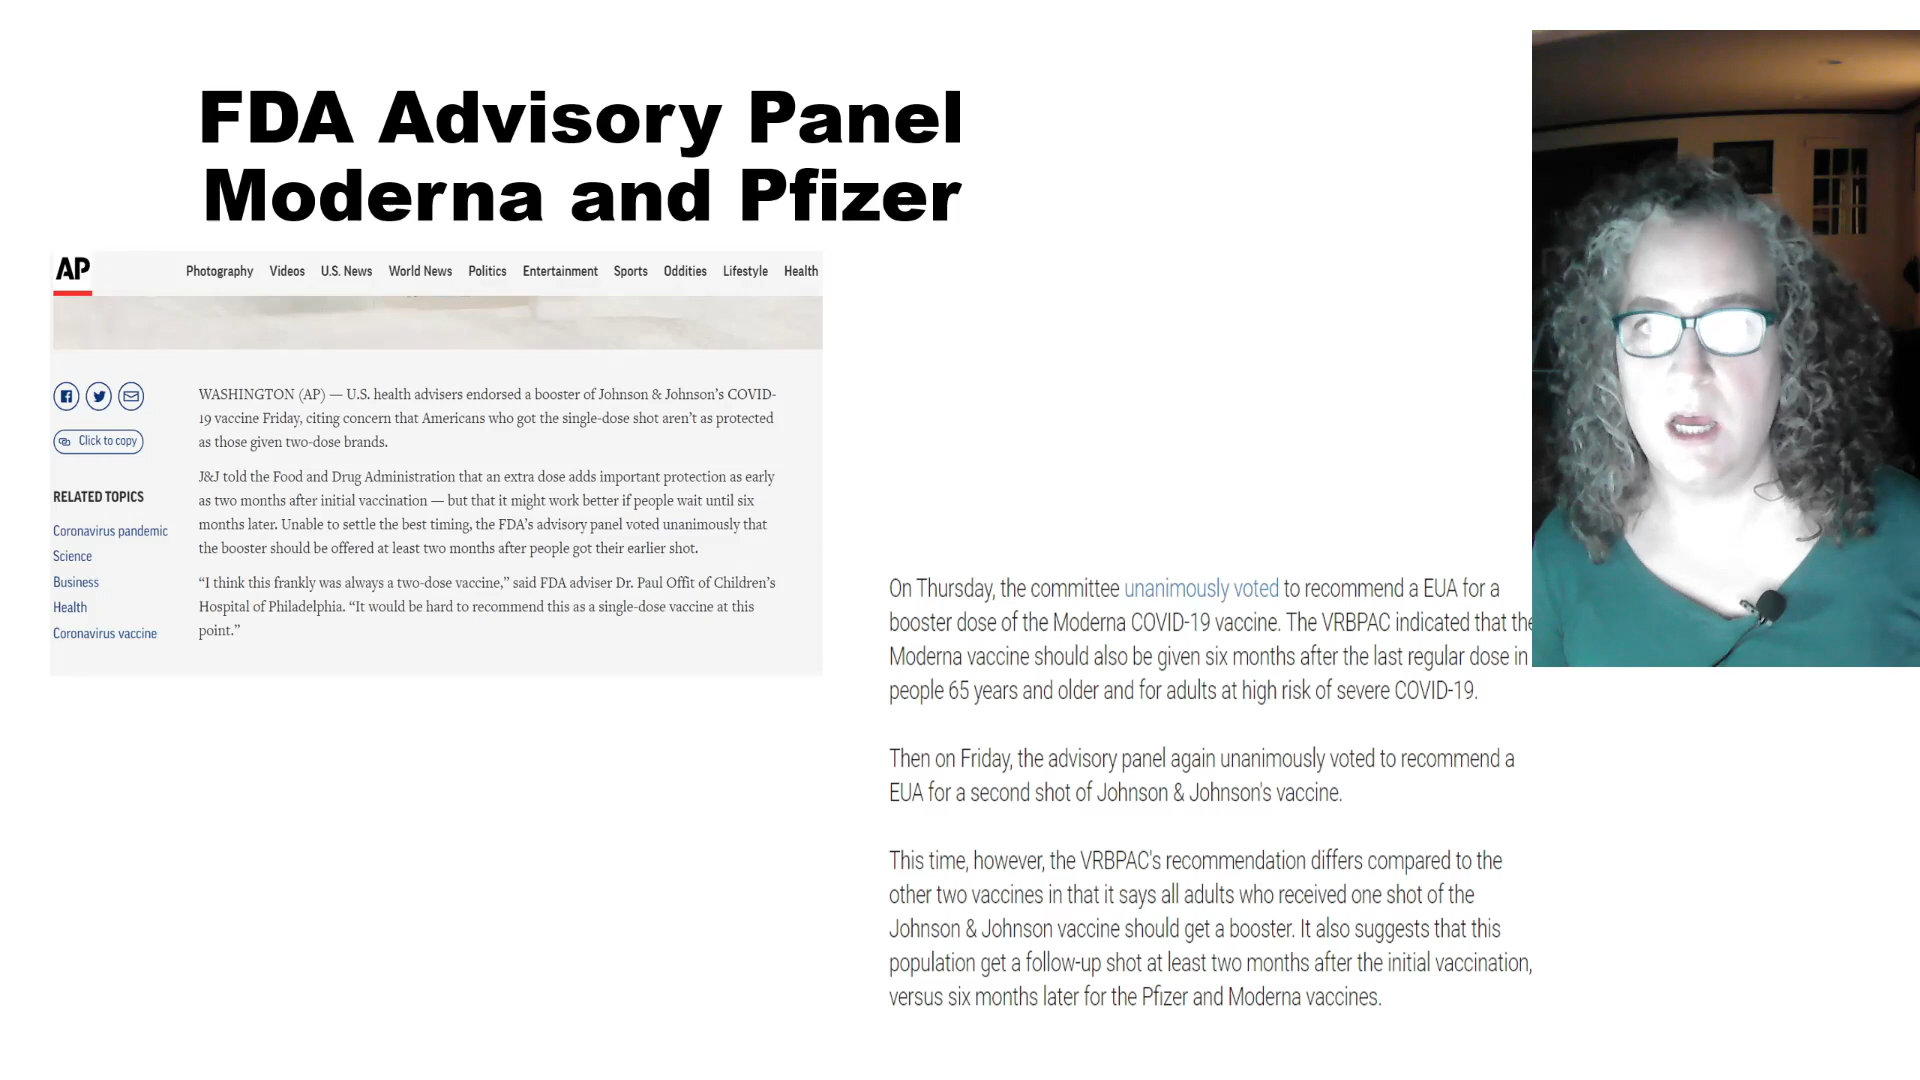 FDA Advisory Panel
Moderna and Pfizer
AP
Photography Videos U.S. News World News Politics Entertainment Sports Oddities Lifestyle Health
Click to copy
RELATED TOPICS
Coronavirus pandemic
Science
Business
Health
Coronavirus vaccine
WASHINGTON (AP) — U.S. health advisers endorsed a booster of Johnson & Johnson’s COVID-
19 vaccine Friday, citing concern that Americans who got the single-dose shot aren’t as protected
as those given two-dose brands.
J&J told the Food and Drug Administration that an extra dose adds important protection as early
as two months after initial vaccination — but that it might work better if people wait until six
months later. Unable to settle the best timing, the FDA’s advisory panel voted unanimously that
the booster should be offered at least two months after people got their earlier shot.
“I think this frankly was always a two-dose vaccine,” said FDA adviser Dr. Paul Offit of Children’s
Hospital of Philadelphia. “It would be hard to recommend this as a single-dose vaccine at this
point.”
On Thursday, the committee unanimously voted to recommend a EUA for a
booster dose of the Moderna COVID-19 vaccine. The VRBPAC indicated that the
Moderna vaccine should also be given six months after the last regular dose in
people 65 years and older and for adults at high risk of severe COVID-19.
Then on Friday, the advisory panel again unanimously voted to recommend a
EUA for a second shot of Johnson & Johnson's vaccine.
This time, however, the VRBPAC's recommendation differs compared to the
other two vaccines in that it says all adults who received one shot of the
Johnson & Johnson vaccine should get a booster. It also suggests that this
population get a follow-up shot at least two months after the initial vaccination,
versus six months later for the Pfizer and Moderna vaccines.